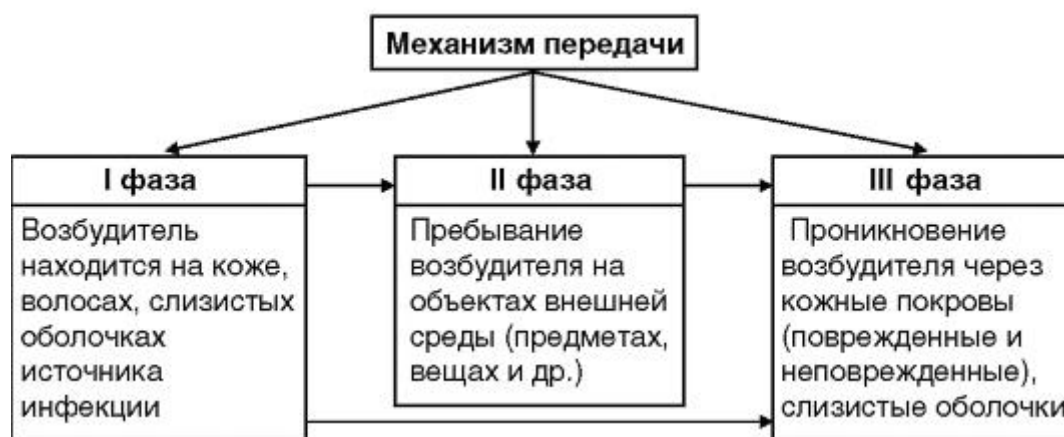 Механизм передачи
I фаза
Возбудитель
находится на коже,
волосах, слизистых
оболочках
источника
инфекции
II фаза
Пребывание
возбудителя на
объектах внешней
среды (предметах,
вещах и др.)
III фаза
Проникновение
возбудителя через
кожные покровы
(поврежденные и
неповрежденные),
слизистые оболочки